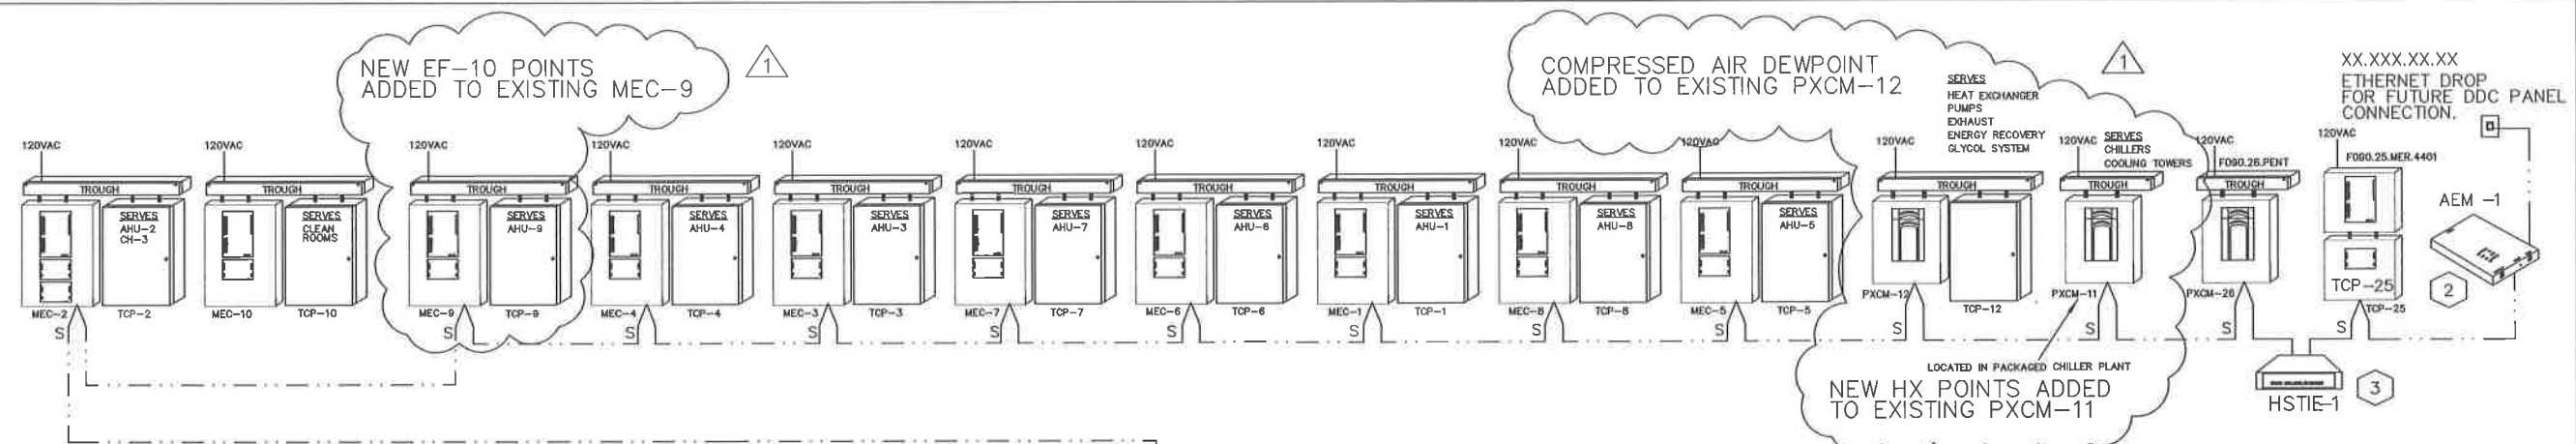 NEW EF-10 POINTS
ADDED TO EXISTING MEC-9
1
COMPRESSED AIR DEWPOINT
ADDED TO EXISTING PXCM-12
SERVES
HEAT EXCHANGER
PUMPS
EXHAUST
ENERGY RECOVERY
GLYCOL SYSTEM
1
XX.XXX.XX.XX
ETHERNET DROP
FOR FUTURE DDC PANEL
CONNECTION.
120VAC
TROUGH
SERVES
AHU-2
CH-3
MEC-2
TCP-2
S
120VAC
TROUGH
SERVES
CLEAN
ROOMS
MEC-10
TCP-10
120VAC
TROUGH
SERVES
AHU-9
MEC-9
TCP-9
S
120VAC
TROUGH
SERVES
AHU-4
MEC-4
TCP-4
S
120VAC
TROUGH
SERVES
AHU-3
MEC-3
TCP-3
S
120VAC
TROUGH
SERVES
AHU-7
MEC-7
TCP-7
S
120VAC
TROUGH
SERVES
AHU-6
MEC-6
TCP-6
S
120VAC
TROUGH
SERVES
AHU-1
MEC-1
TCP-1
S
120VAC
TROUGH
SERVES
AHU-8
MEC-8
TCP-8
S
120VAC
TROUGH
SERVES
AHU-5
MEC-5
TCP-5
S
120VAC
TROUGH
PXCM-12
TCP-12
S
120VAC
SERVES
CHILLERS
COOLING TOWERS
TROUGH
PXCM-11
S
LOCATED IN PACKAGED CHILLER PLANT
NEW HX POINTS ADDED
TO EXISTING PXCM-11
120VAC
F090.26.PENT
TROUGH
PXCM-26
S
120VAC
F090.25.MER.4401
TCP-25
TCP-25
S
AEM -1
2
HSTIE-1
3